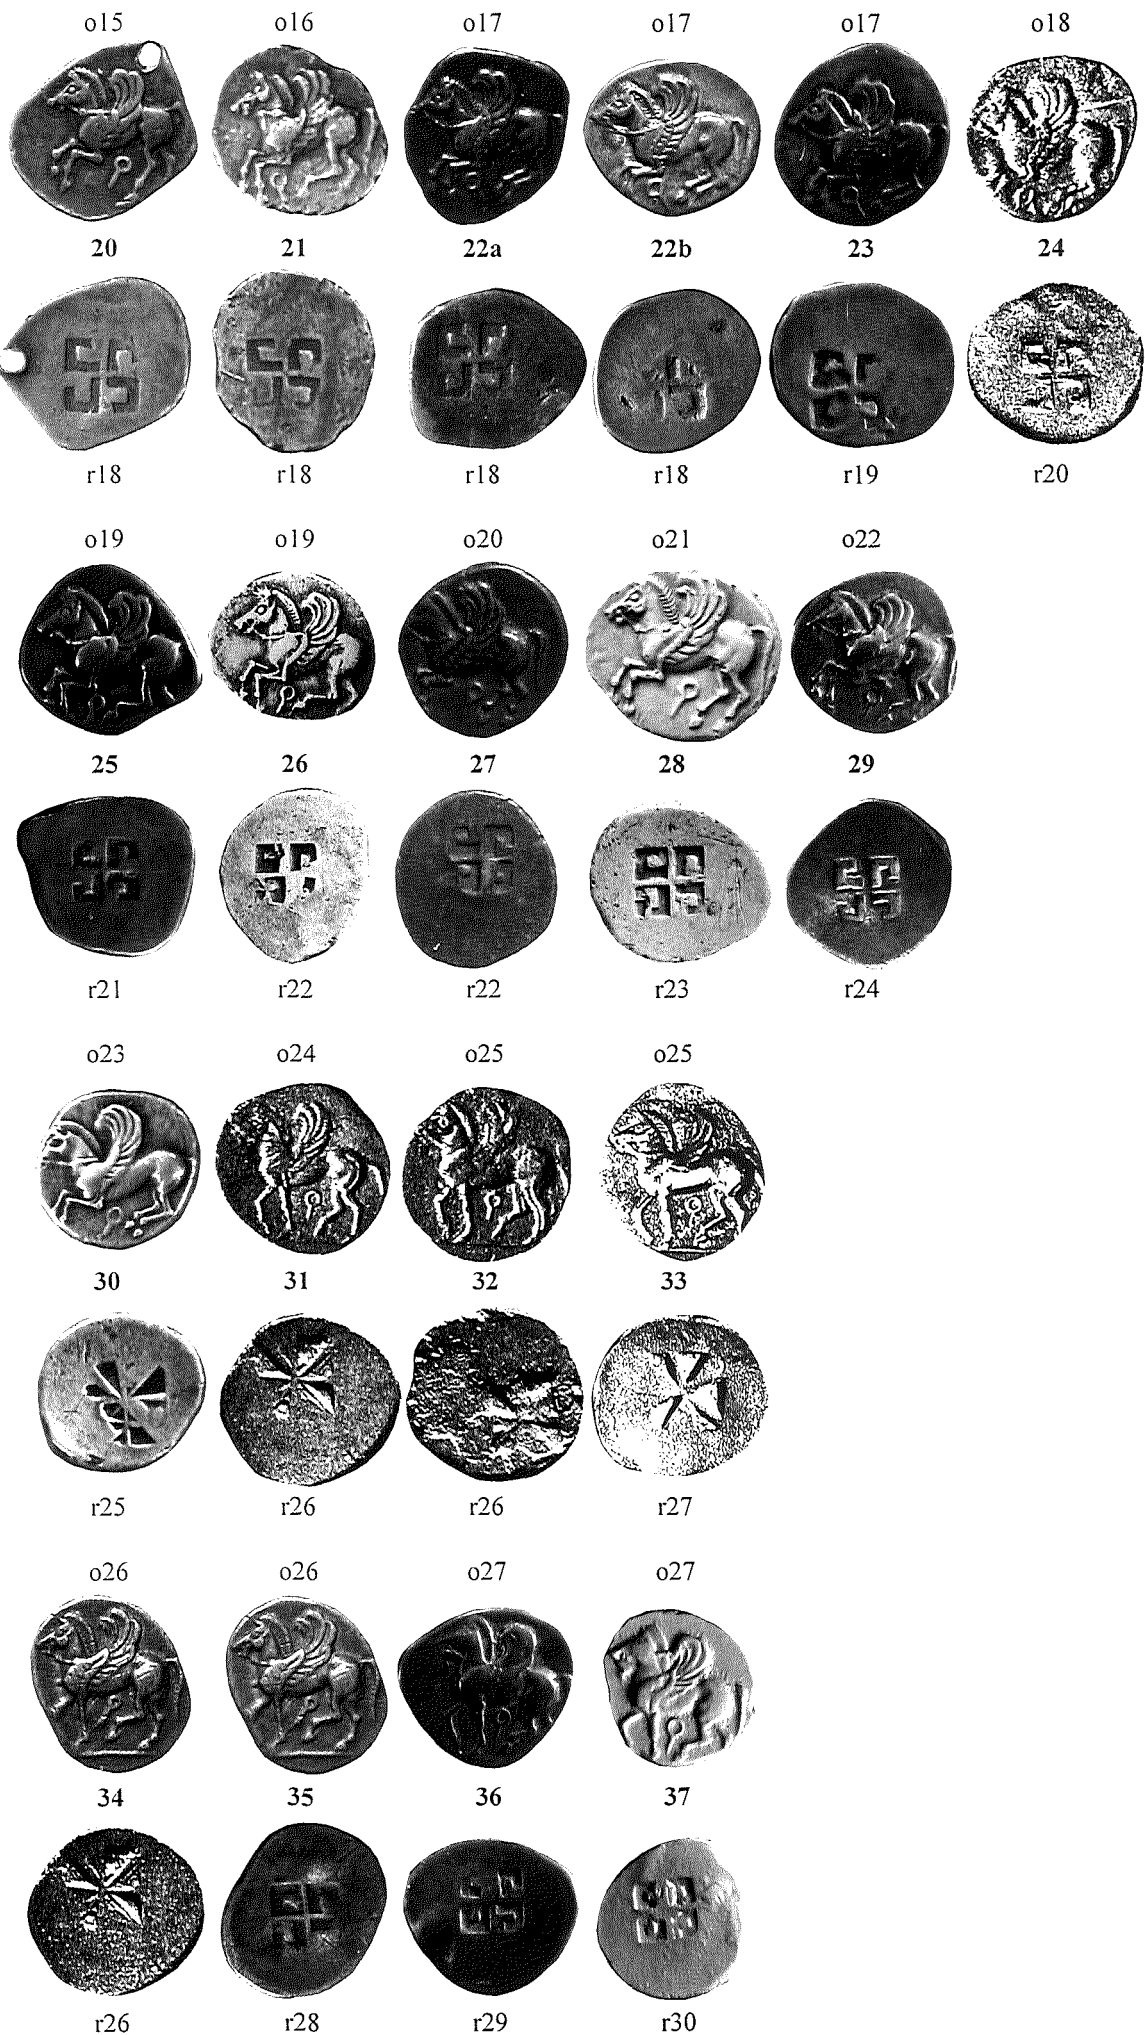 o15 o16 o17 o17 o17 o18
20 21 22a 22b 23 24
r18 r18 r18 r18 r19 r20
o19 o19 o20 o21 o22
25 26 27 28 29
r21 r22 r22 r23 r24
o23 o24 o25 o25
30 31 32 33
r25 r26 r26 r27
o26 o26 o27 o27
34 35 36 37
r26 r28 r29 r30